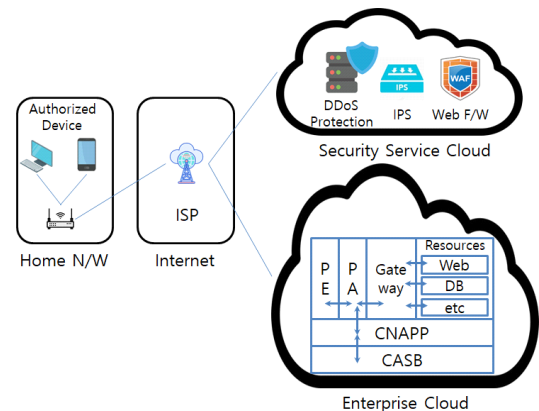 Authorized
Device
Home N/W
ISP
Internet
DDoS
Protection
IPS
IPS
WAF
Web F/W
Security Service Cloud
P
E
P
A
Gate
way
Resources
Web
DB
etc
CNAPP
CASB
Enterprise Cloud